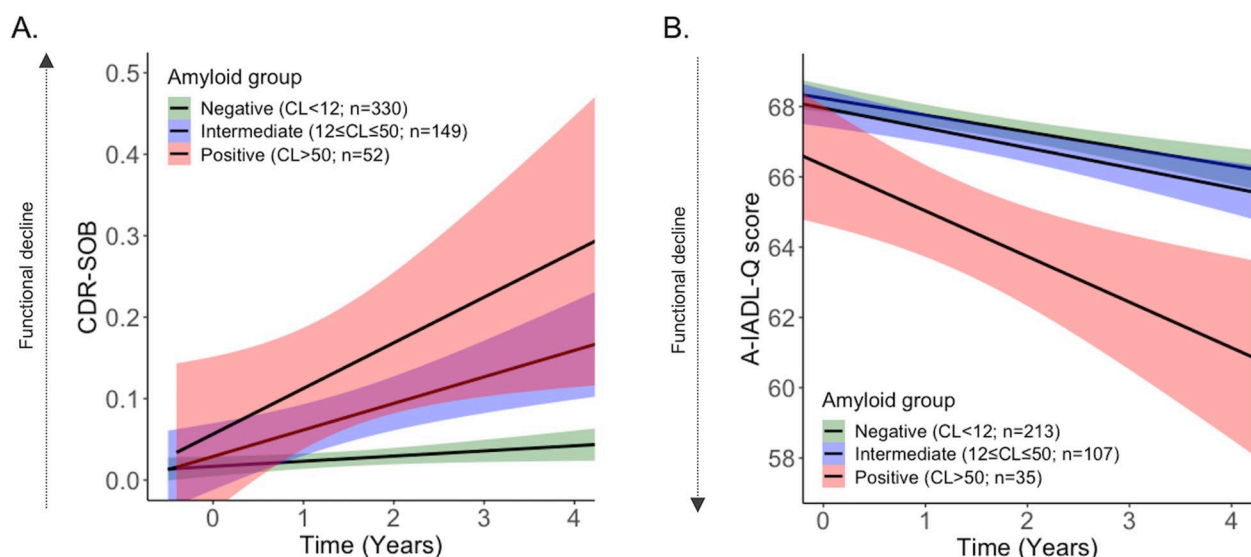 A.
Functional decline
CDR-SOB
0.5
0.4
0.3
0.2
0.1
0.0
Amyloid group
Negative (CL<12; n=330)
Intermediate (12≤CL≤50; n=149)
Positive (CL>50; n=52)
0 1 2 3 4
Time (Years)
B.
Functional decline
A-IADL-Q score
68
66
64
62
60
58
Amyloid group
Negative (CL<12; n=213)
Intermediate (12≤CL≤50; n=107)
Positive (CL>50; n=35)
0 1 2 3 4
Time (Years)